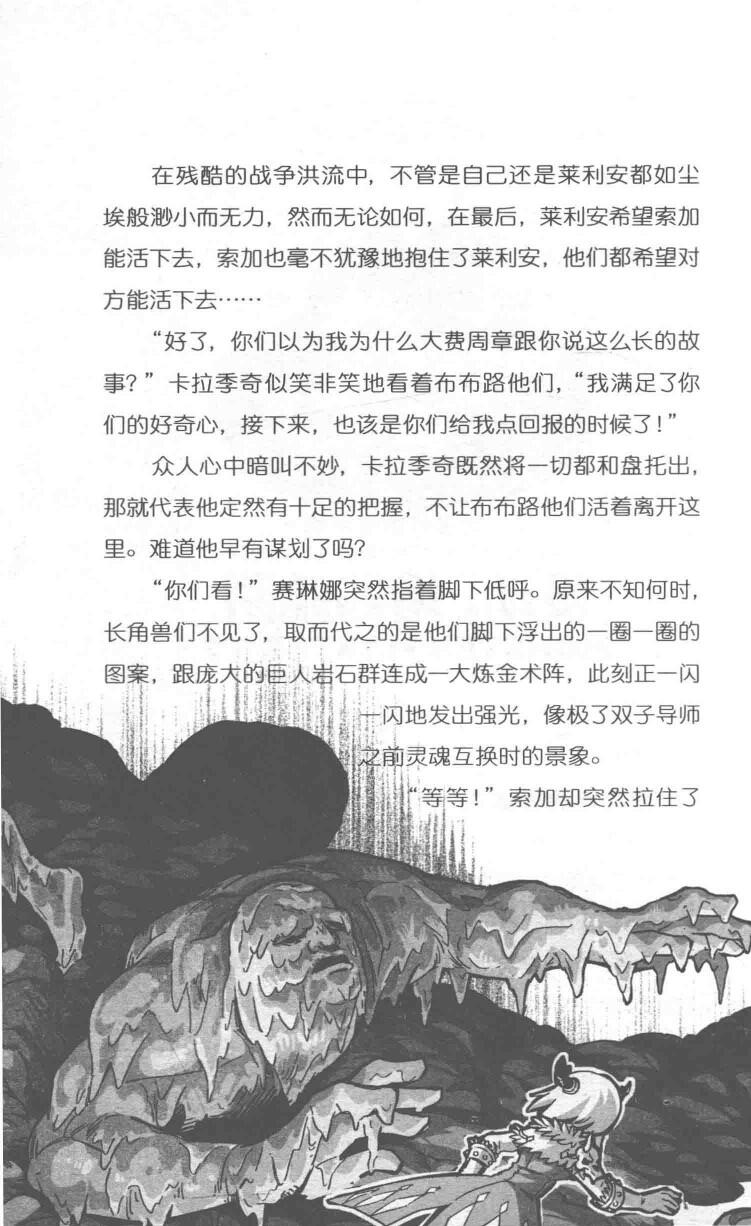 在残酷的战争洪流中，不管是自己还是莱利安都如尘
埃般渺小而无力，然而无论如何，在最后，莱利安希望索加
能活下去，索加也毫不犹豫地抱住了莱利安，他们都希望对
方能活下去……
“好了，你们以为我为什么大费周章跟你说这么长的故
事？”卡拉季奇似笑非笑地看着布布路他们，“我满足了你
们的好奇心，接下来，也该是你们给我点回报的时候了！”
众人心中暗叫不妙，卡拉季奇既然将一切都和盘托出，
那就代表他定然有十足的把握，不让布布路他们活着离开这
里。难道他早有谋划了吗？
“你们看！”赛琳娜突然指着脚下低呼。原来不知何时，
长角兽们不见了，取而代之的是他们脚下浮出的一圈一圈的
图案，跟庞大的巨人岩石群连成一大炼金术阵，此刻正一闪
一闪地发出强光，像极了双子导师
之前灵魂互换时的景象。
“等等！”索加却突然拉住了